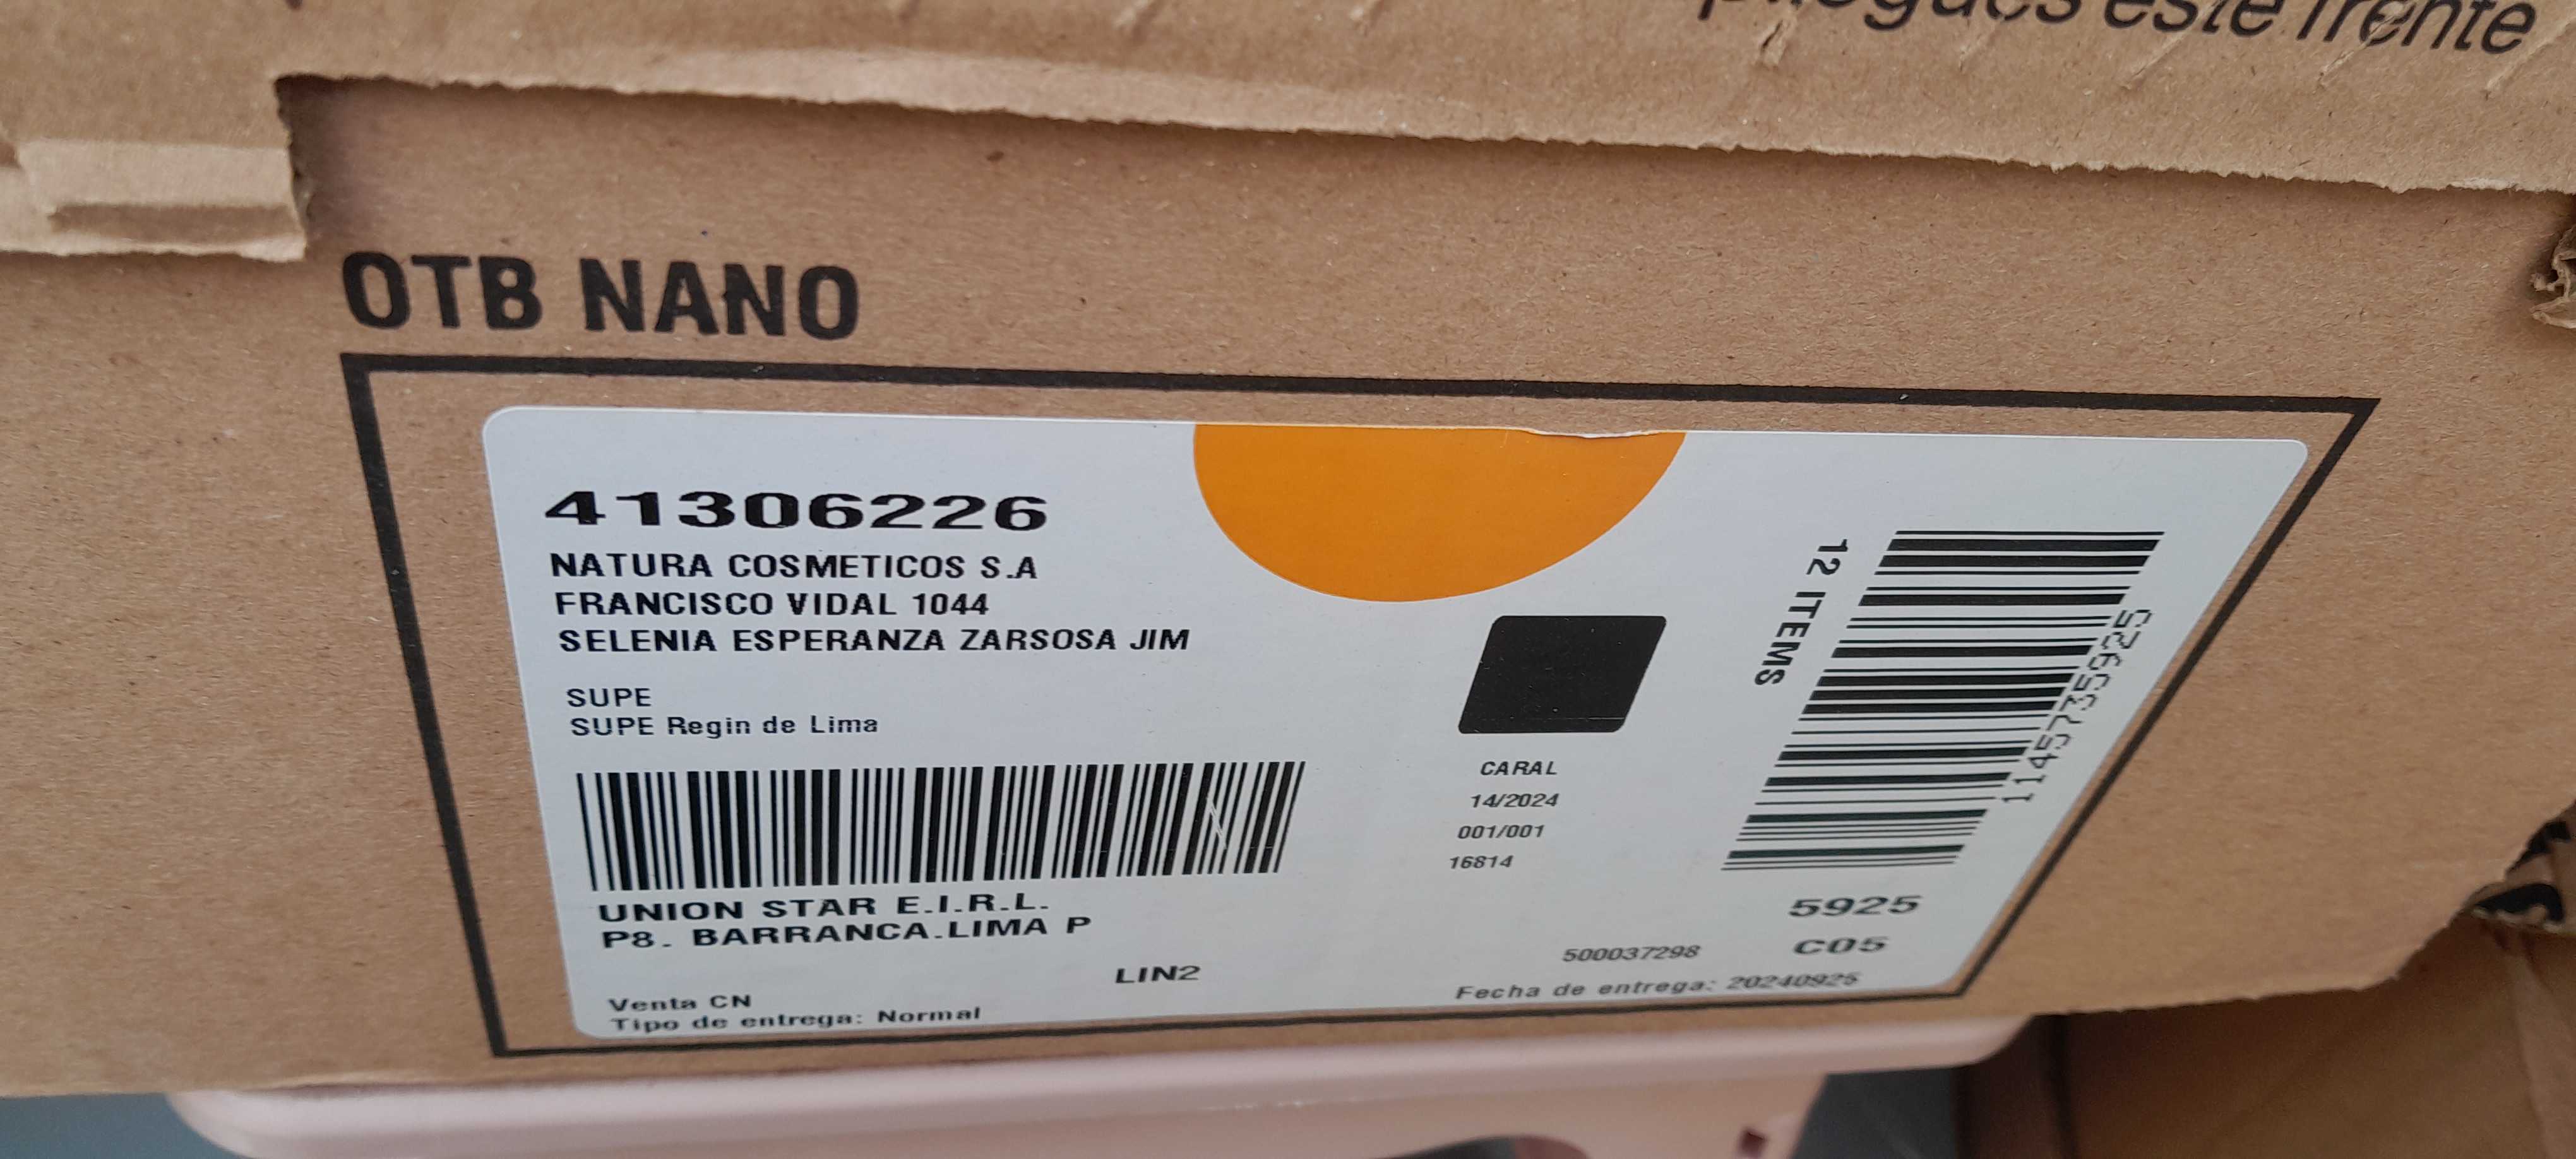 este frente
OTB NANO
41306226
NATURA COSMETICOS S.A
FRANCISCO VIDAL 1044
SELENIA ESPERANZA ZARSOSA JIM
SUPE
SUPE Regin de Lima
UNION STAR E.I.R.L.
P8. BARRANCA.LIMA P
LIN2
Venta CN
Tipo de entrega: Normal
CARAL
14/2024
001/001
16814
12 ITEMS
5925
C05
500037298
Fecha de entrega: 20240925